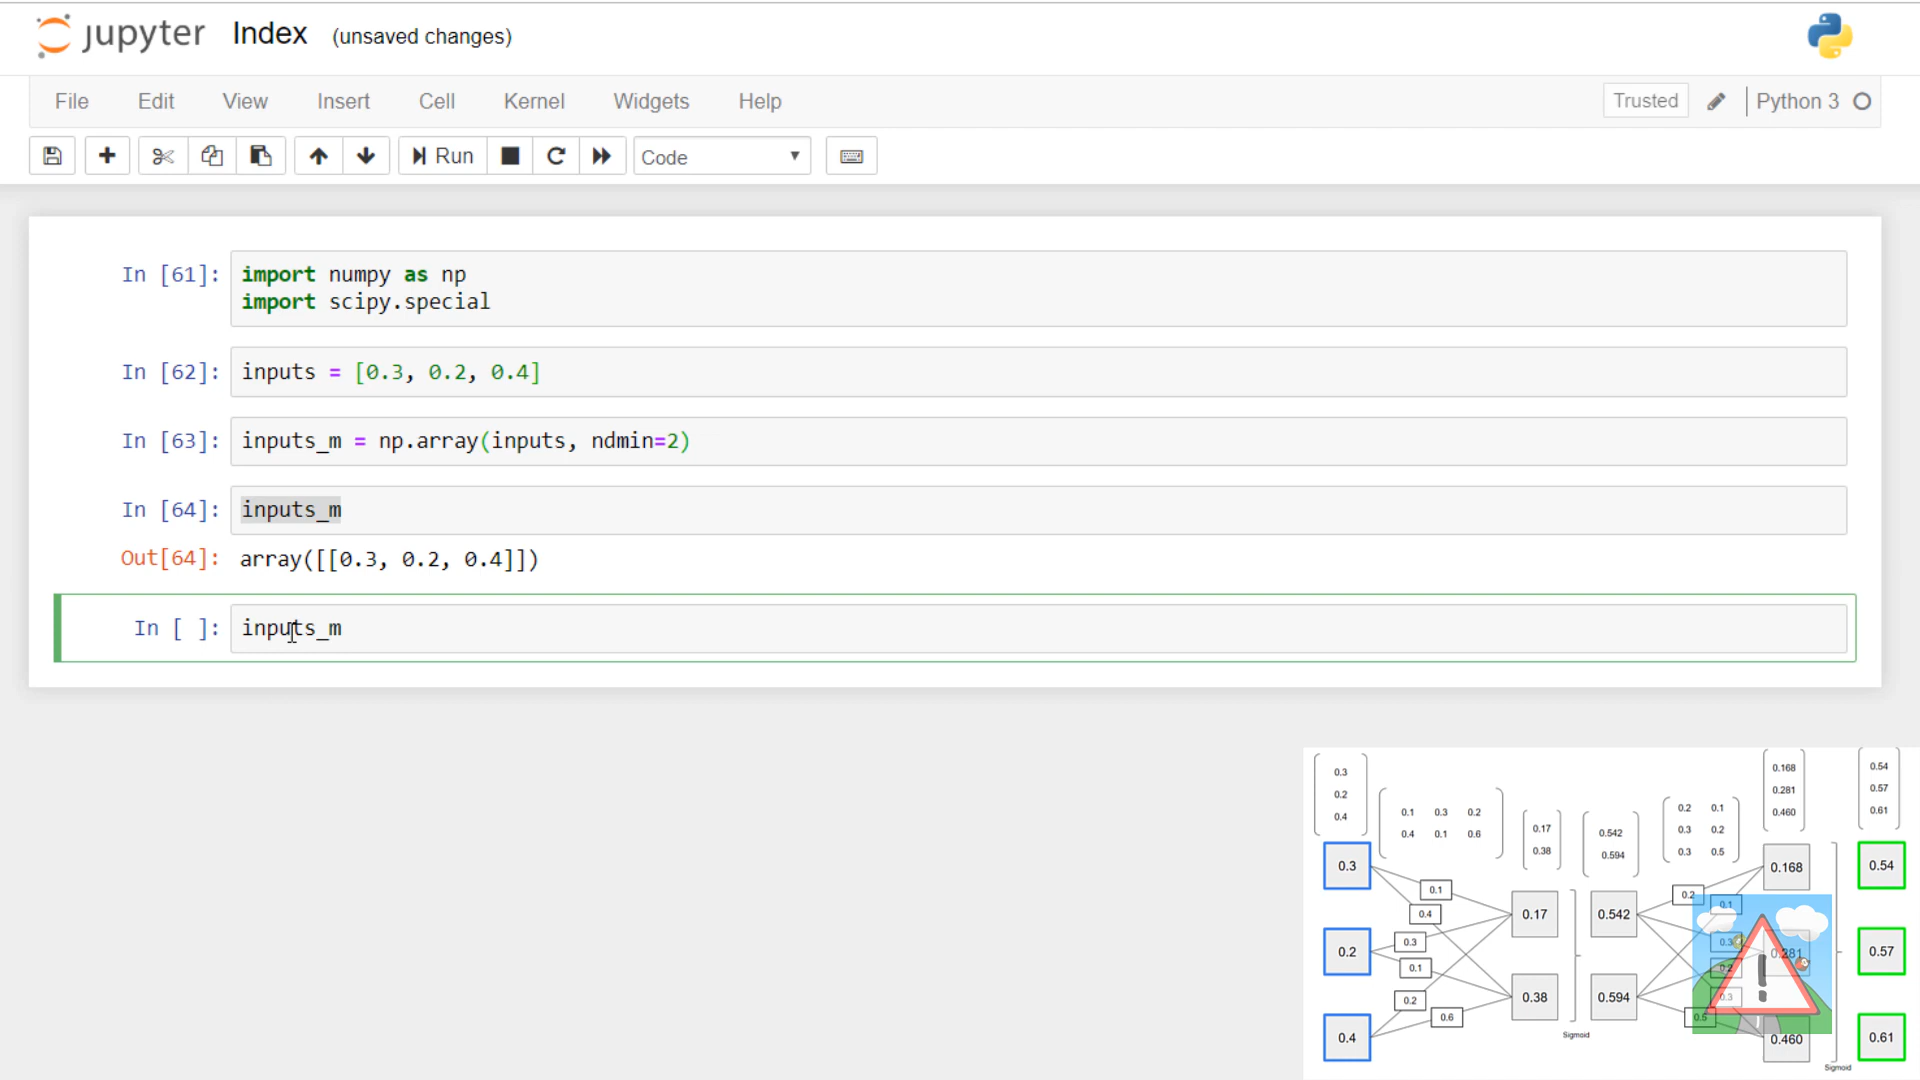 jupyter Index (unsaved changes)
File Edit View Insert Cell Kernel Widgets Help Trusted Python 3
Run Code
In [61]: import numpy as np
import scipy.special
In [62]: inputs = [0.3, 0.2, 0.4]
In [63]: inputs_m = np.array(inputs, ndmin=2)
In [64]: inputs_m
Out[64]: array([[0.3, 0.2, 0.4]])
In [ ]: inputs_m
0.3
0.2
0.4
0.1 0.3 0.2
0.4 0.1 0.6
0.17
0.38
0.542
0.594
0.2 0.1
0.3 0.2
0.3 0.5
0.168
0.281
0.460
0.54
0.57
0.61
0.3
0.2
0.4
0.1
0.4
0.3
0.1
0.2
0.6
0.17
0.38
Sigmoid
0.542
0.594
0.2
0.1
0.3
0.2
0.3
0.5
0.168
0.281
0.460
Sigmoid
0.54
0.57
0.61